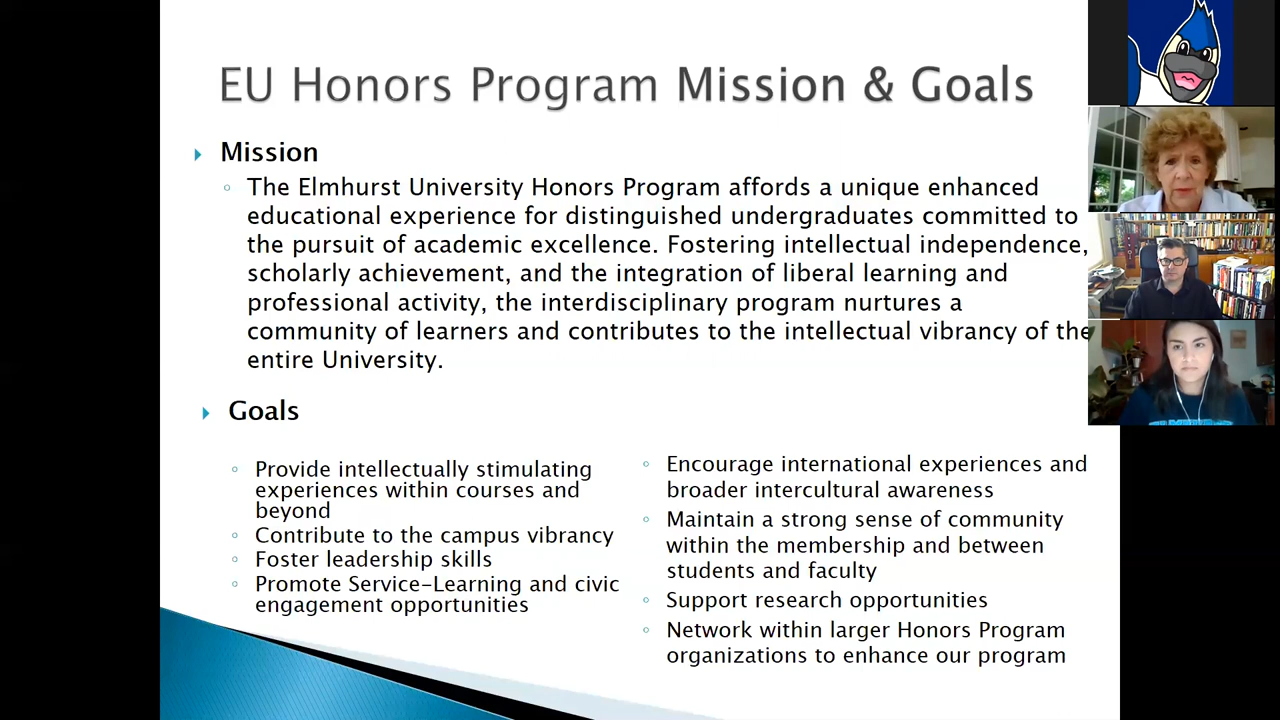 EU Honors Program Mission & Goals
Mission
The Elmhurst University Honors Program affords a unique enhanced
educational experience for distinguished undergraduates committed to
the pursuit of academic excellence. Fostering intellectual independence,
scholarly achievement, and the integration of liberal learning and
professional activity, the interdisciplinary program nurtures a
community of learners and contributes to the intellectual vibrancy of the
entire University.
Goals
Provide intellectually stimulating
experiences within courses and
beyond
Contribute to the campus vibrancy
Foster leadership skills
Promote Service-Learning and civic
engagement opportunities
Encourage international experiences and
broader intercultural awareness
Maintain a strong sense of community
within the membership and between
students and faculty
Support research opportunities
Network within larger Honors Program
organizations to enhance our program